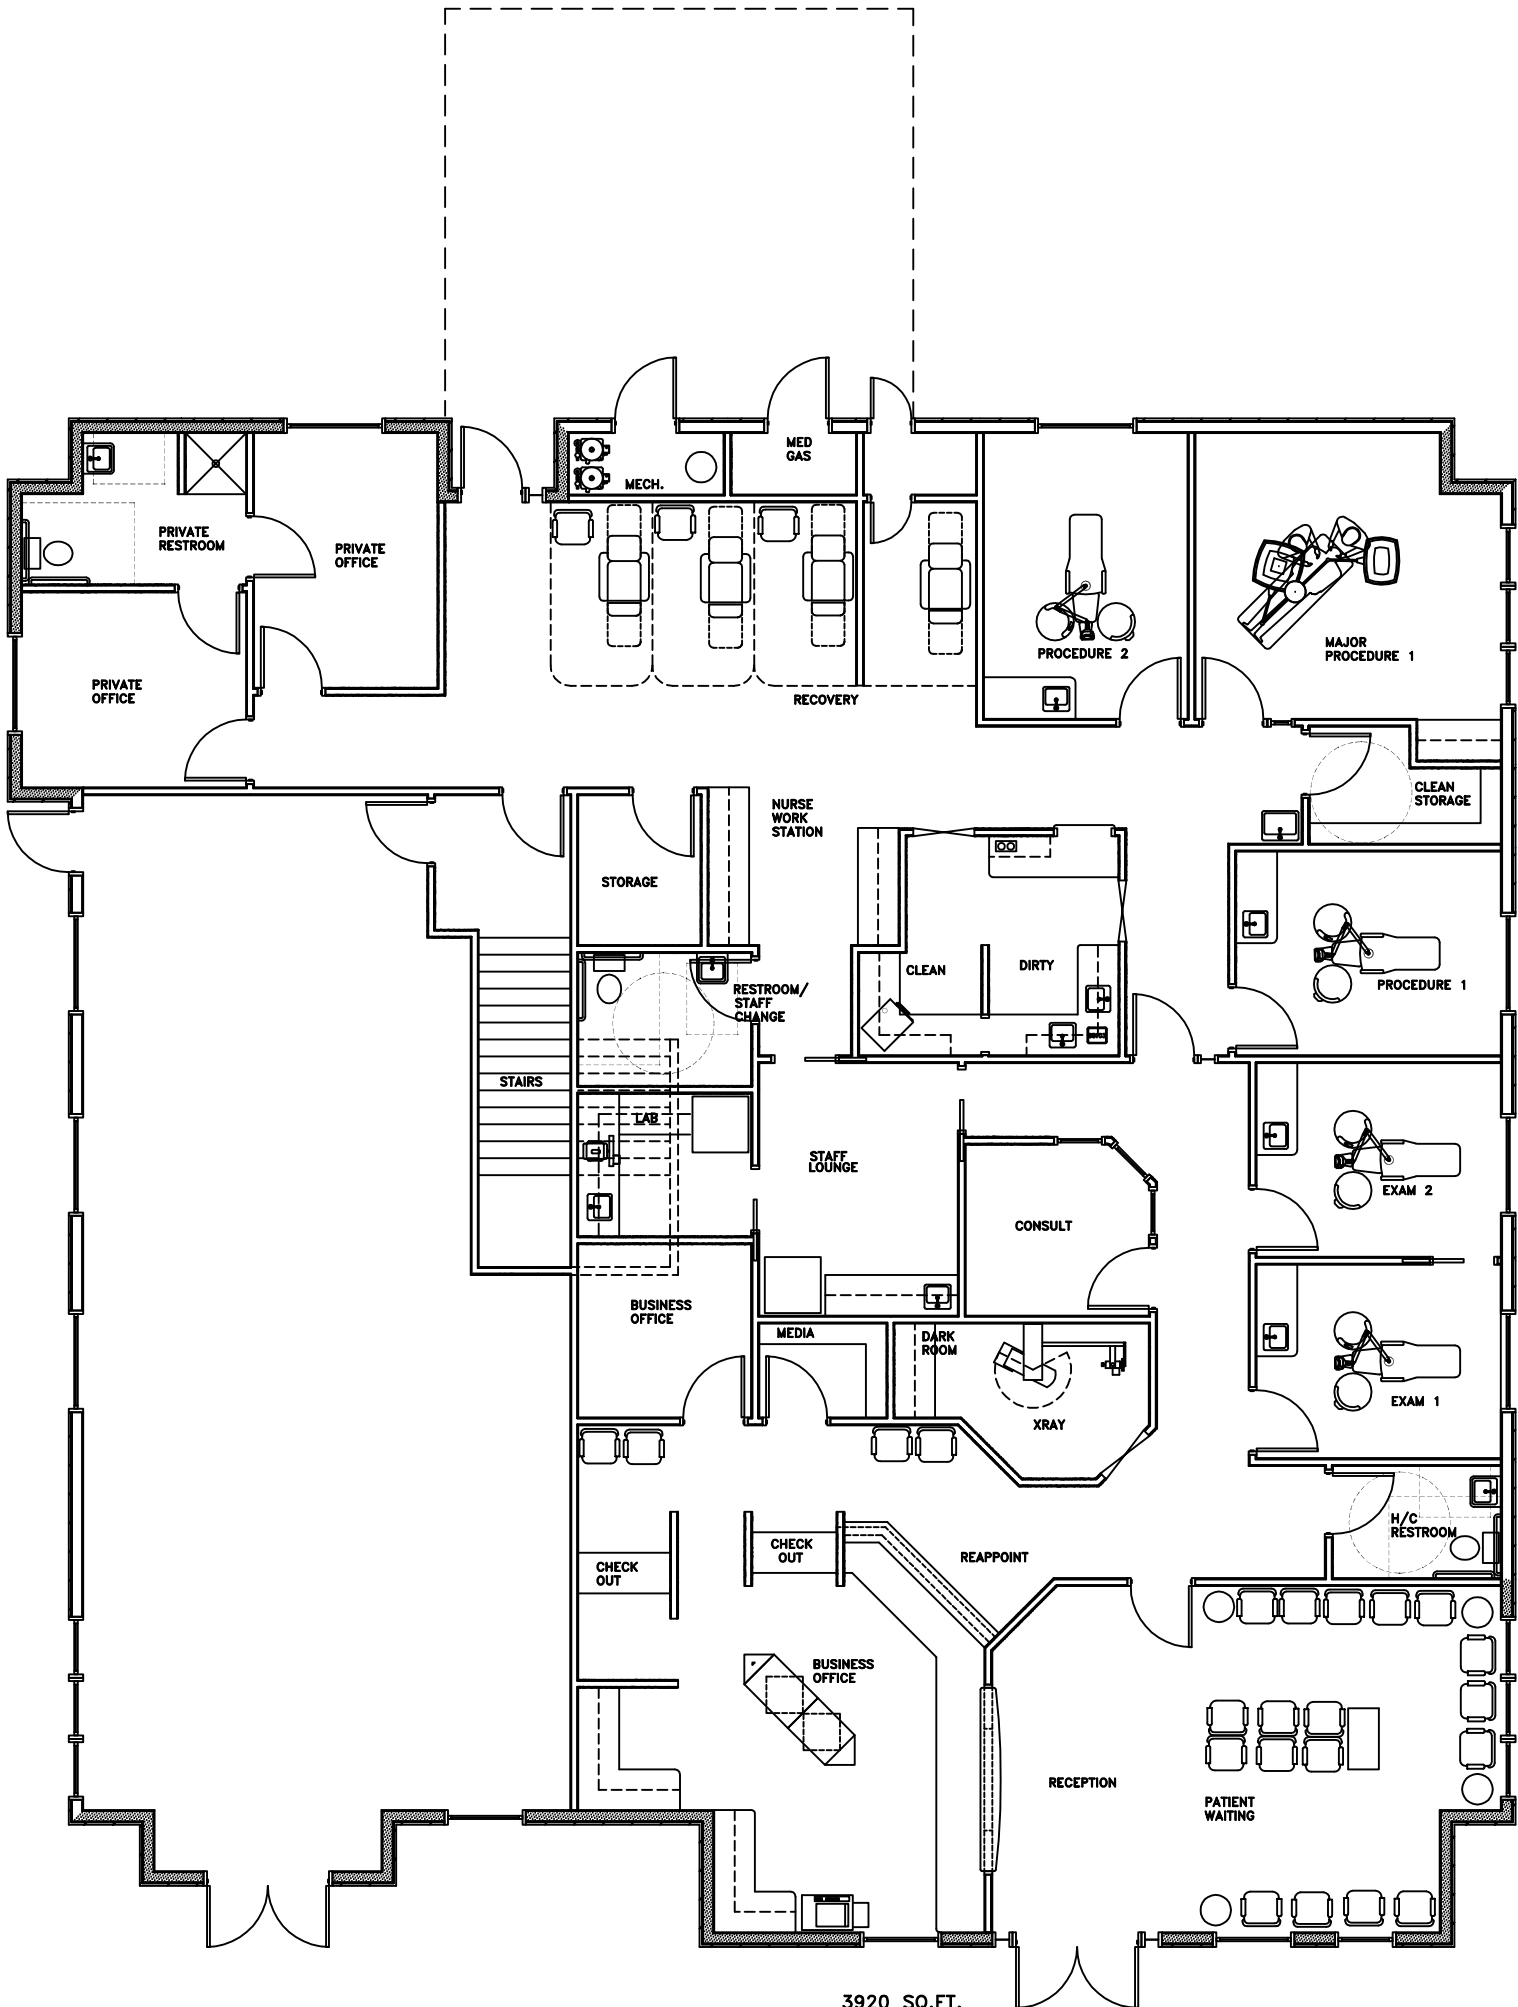 MED
GAS
MECH.
PRIVATE
RESTROOM
PRIVATE
OFFICE
PROCEDURE 2
MAJOR
PROCEDURE 1
PRIVATE
OFFICE
RECOVERY
CLEAN
STORAGE
NURSE
WORK
STATION
STORAGE
CLEAN
DIRTY
PROCEDURE 1
RESTROOM/
STAFF
CHANGE
STAIRS
LAB
STAFF
LOUNGE
EXAM 2
CONSULT
BUSINESS
OFFICE
MEDIA
DARK
ROOM
XRAY
EXAM 1
H/C
RESTROOM
CHECK
OUT
REAPPOINT
CHECK
OUT
BUSINESS
OFFICE
RECEPTION
PATIENT
WAITING
3920 SQ.FT.